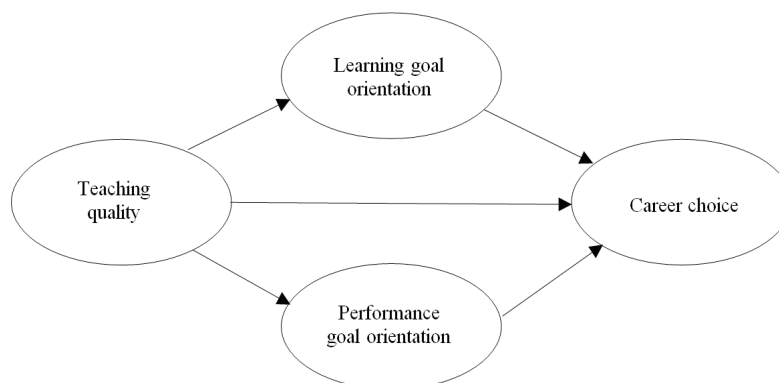 Learning goal
orientation
Teaching
quality
Career choice
Performance
goal orientation